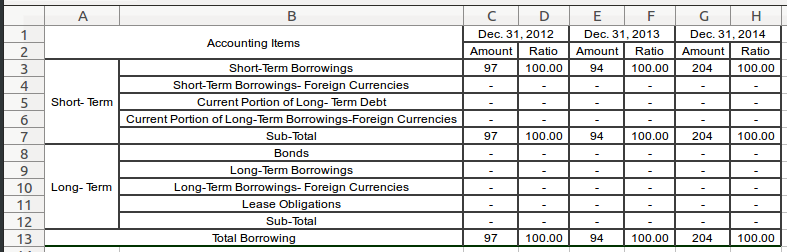 A B C D E F G H
1 Accounting Items Dec. 31, 2012 Dec. 31, 2013 Dec. 31, 2014
2 Amount Ratio Amount Ratio Amount Ratio
3 Short- Term Short-Term Borrowings 97 100.00 94 100.00 204 100.00
4 Short-Term Borrowings- Foreign Currencies - - - - - -
5 Current Portion of Long- Term Debt - - - - - -
6 Current Portion of Long-Term Borrowings-Foreign Currencies - - - - - -
7 Sub-Total 97 100.00 94 100.00 204 100.00
8 Long- Term Bonds - - - - - -
9 Long-Term Borrowings - - - - - -
10 Long-Term Borrowings- Foreign Currencies - - - - - -
11 Lease Obligations - - - - - -
12 Sub-Total - - - - - -
13 Total Borrowing 97 100.00 94 100.00 204 100.00